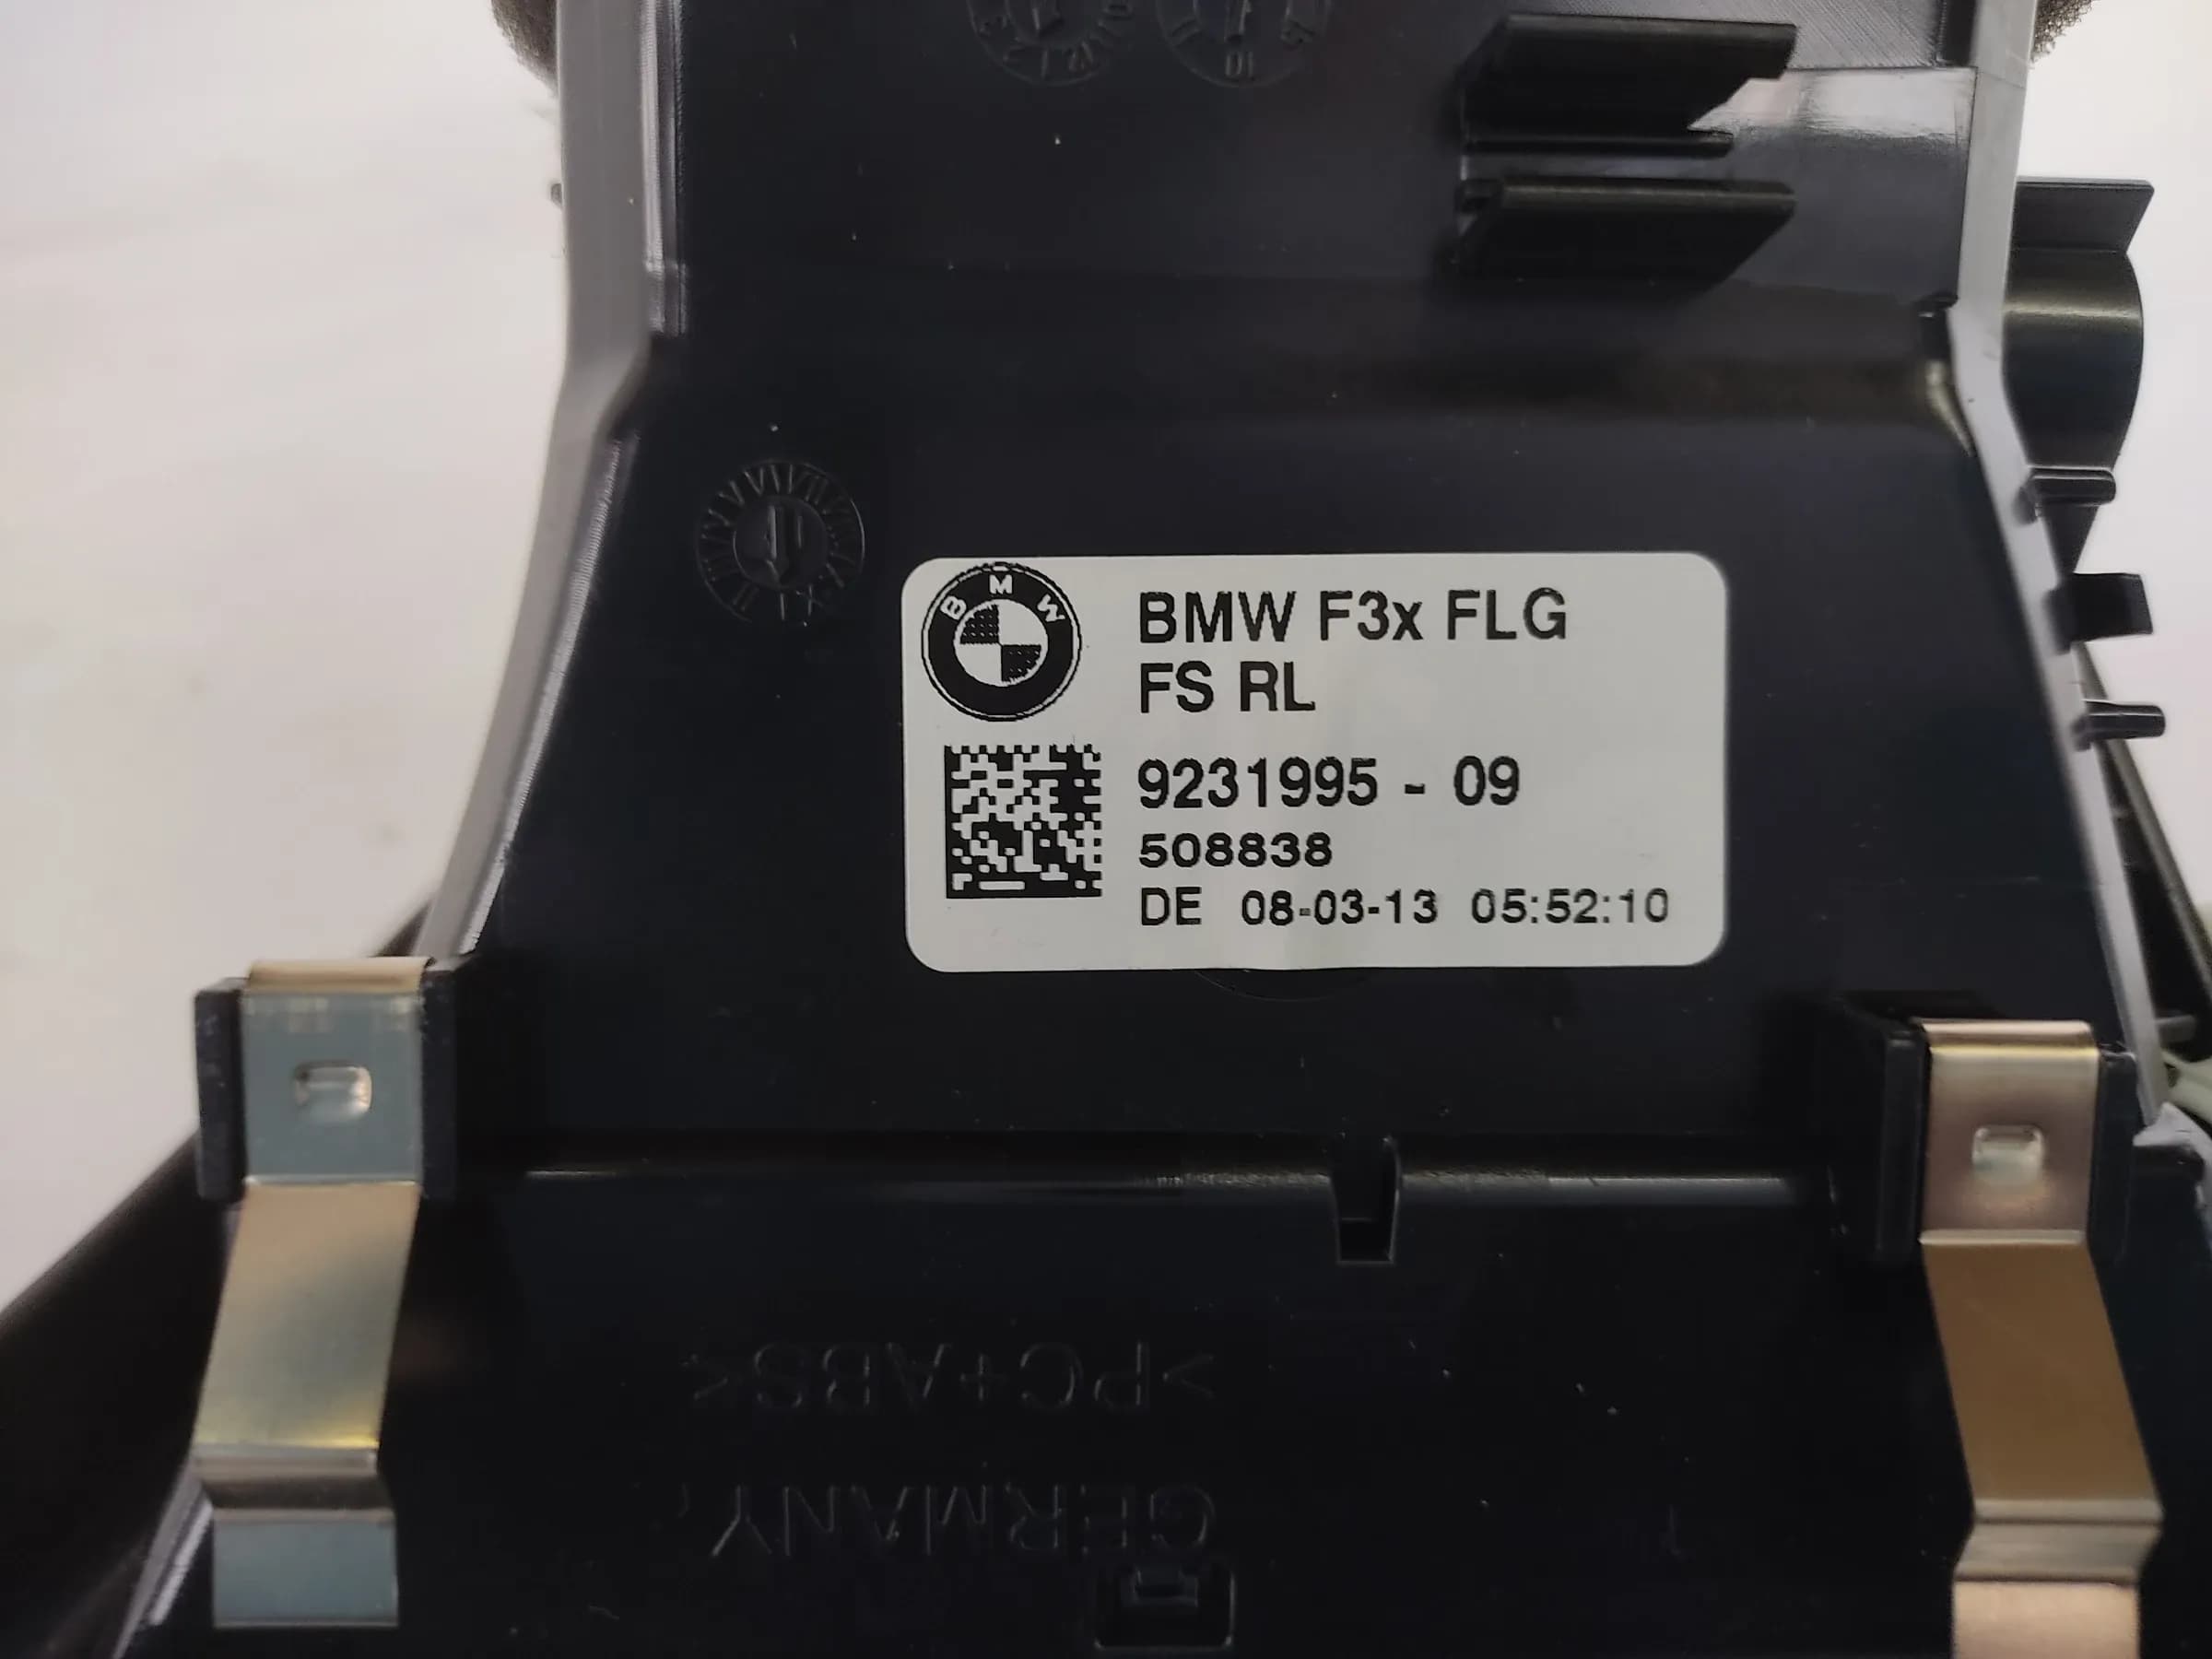 BMW
BMW F3x FLG
FS RL
9231995 - 09
508838
DE 08-03-13 05:52:10
>PC+ABS<
GERMANY